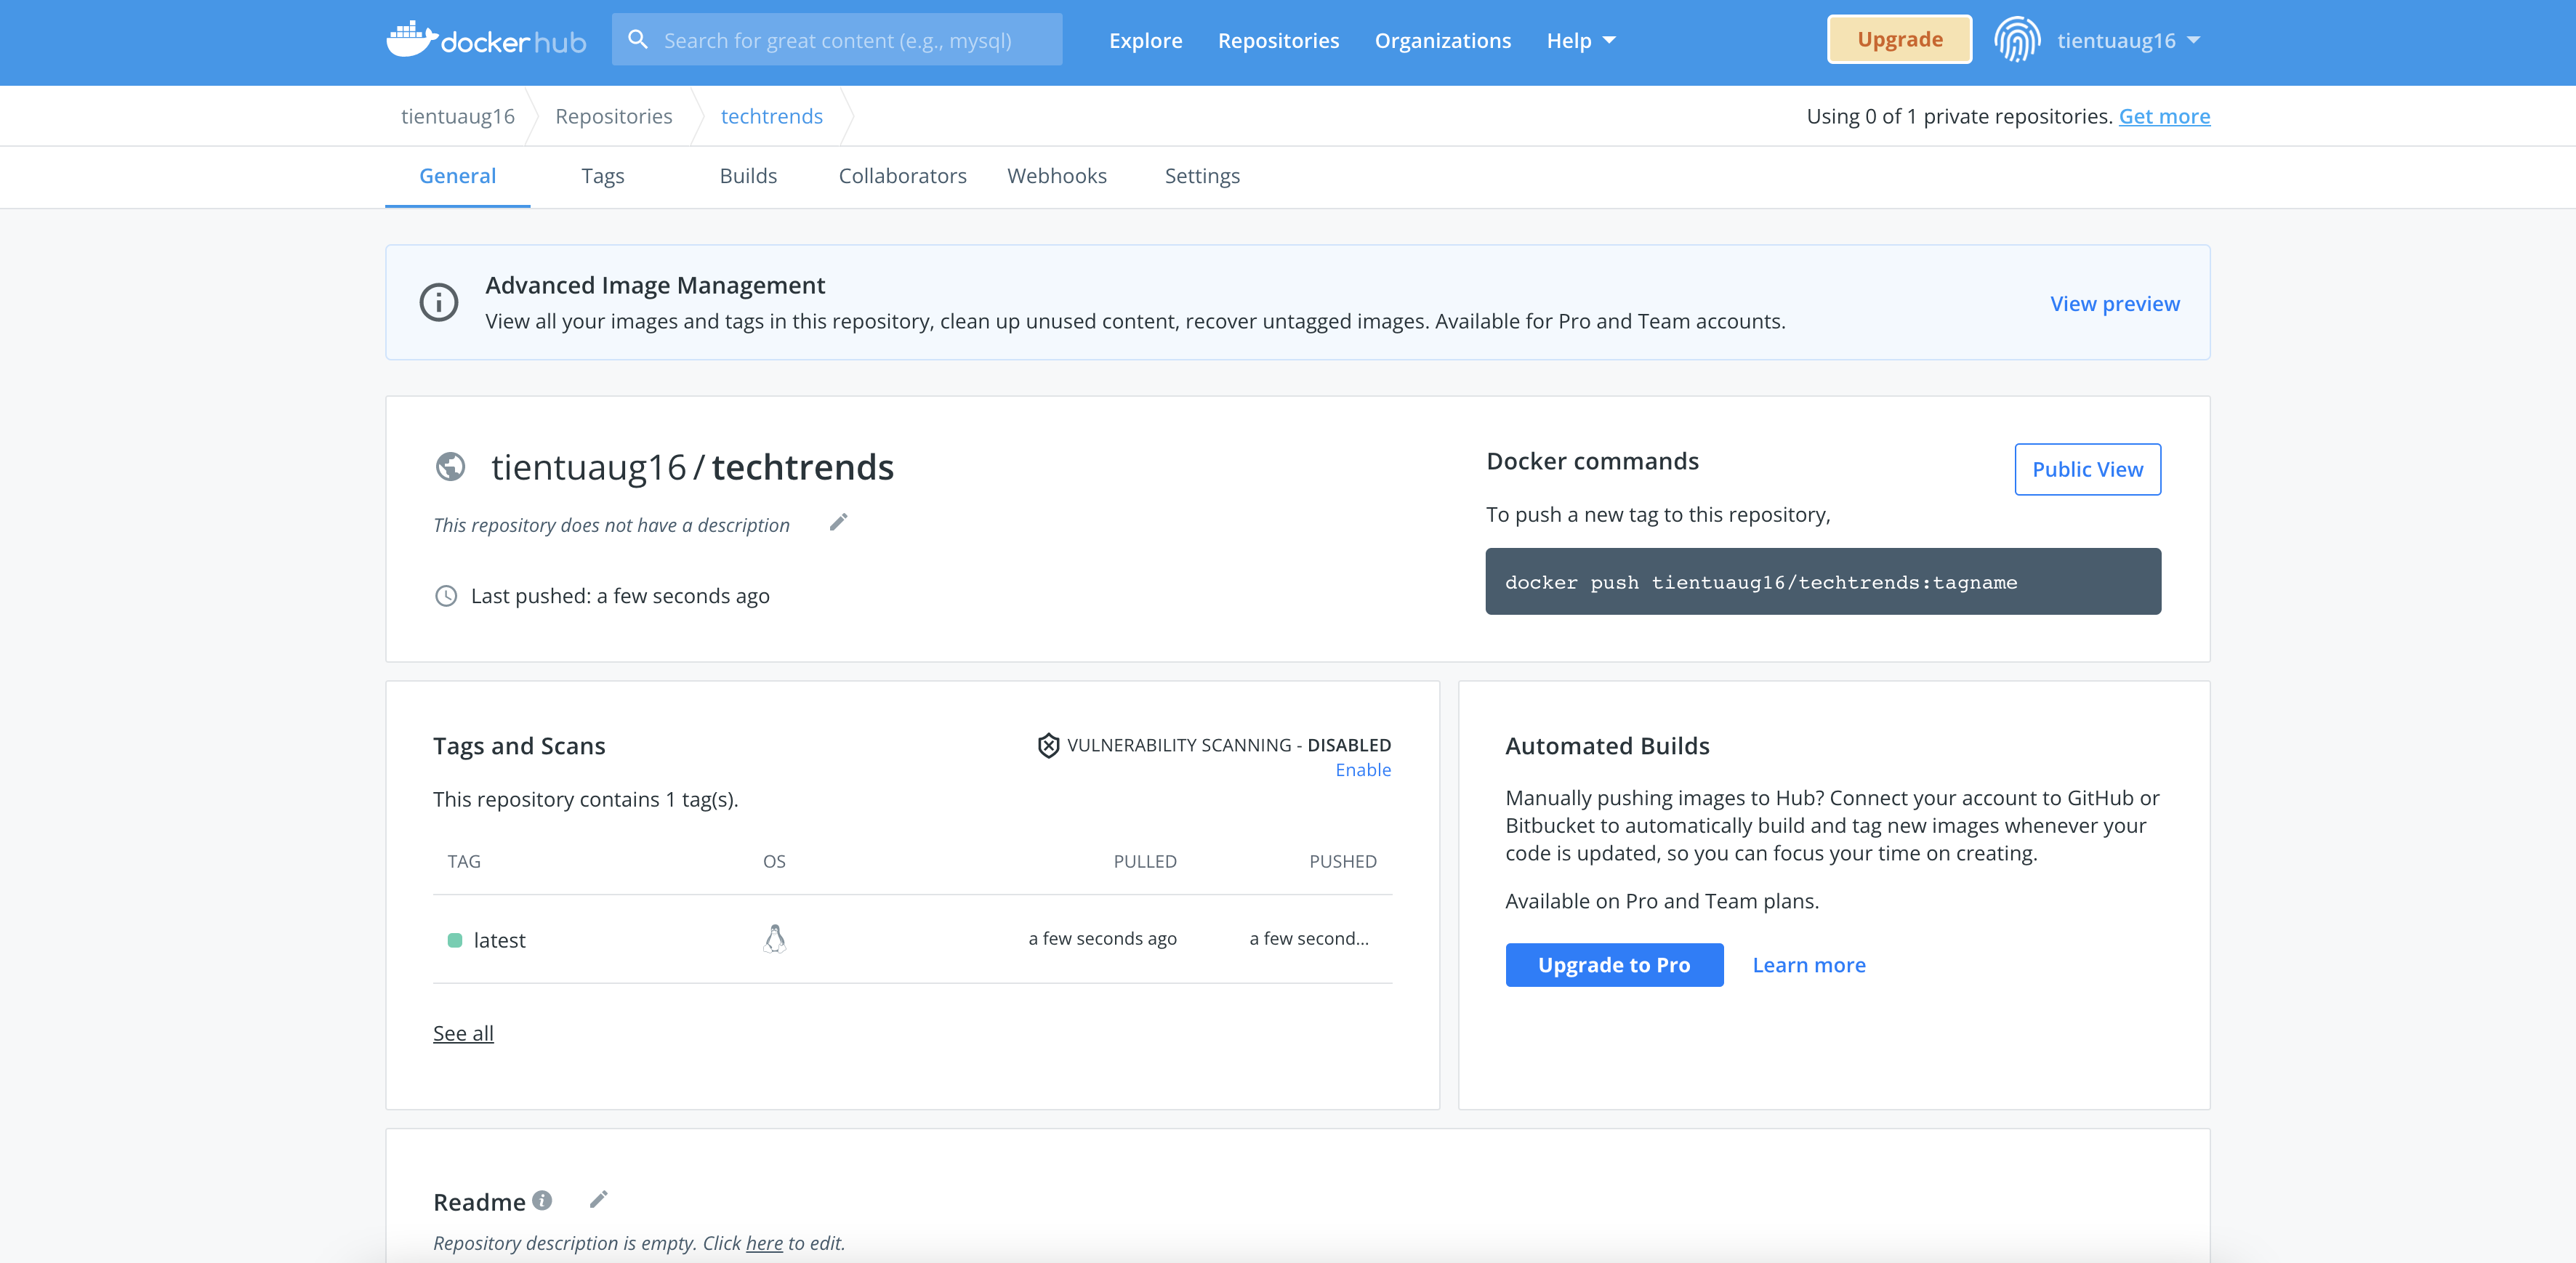 docker hub
Search for great content (e.g., mysql)
Explore
Repositories
Organizations
Help
Upgrade
tientuaug16
tientuaug16
Repositories
techtrends
Using 0 of 1 private repositories. Get more
General
Tags
Builds
Collaborators
Webhooks
Settings
Advanced Image Management
View all your images and tags in this repository, clean up unused content, recover untagged images. Available for Pro and Team accounts.
View preview
tientuaug16 / techtrends
This repository does not have a description
Last pushed: a few seconds ago
Docker commands
Public View
To push a new tag to this repository,
docker push tientuaug16/techtrends:tagname
Tags and Scans
VULNERABILITY SCANNING - DISABLED
Enable
This repository contains 1 tag(s).
TAG OS PULLED PUSHED
latest a few seconds ago a few second...
See all
Automated Builds
Manually pushing images to Hub? Connect your account to GitHub or
Bitbucket to automatically build and tag new images whenever your
code is updated, so you can focus your time on creating.
Available on Pro and Team plans.
Upgrade to Pro
Learn more
Readme
Repository description is empty. Click here to edit.